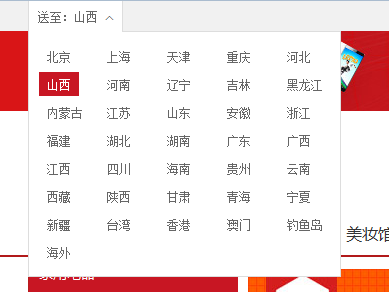 送至：山西
北京 上海 天津 重庆 河北
山西 河南 辽宁 吉林 黑龙江
内蒙古 江苏 山东 安徽 浙江
福建 湖北 湖南 广东 广西
江西 四川 海南 贵州 云南
西藏 陕西 甘肃 青海 宁夏
新疆 台湾 香港 澳门 钓鱼岛
美妆馆
海外